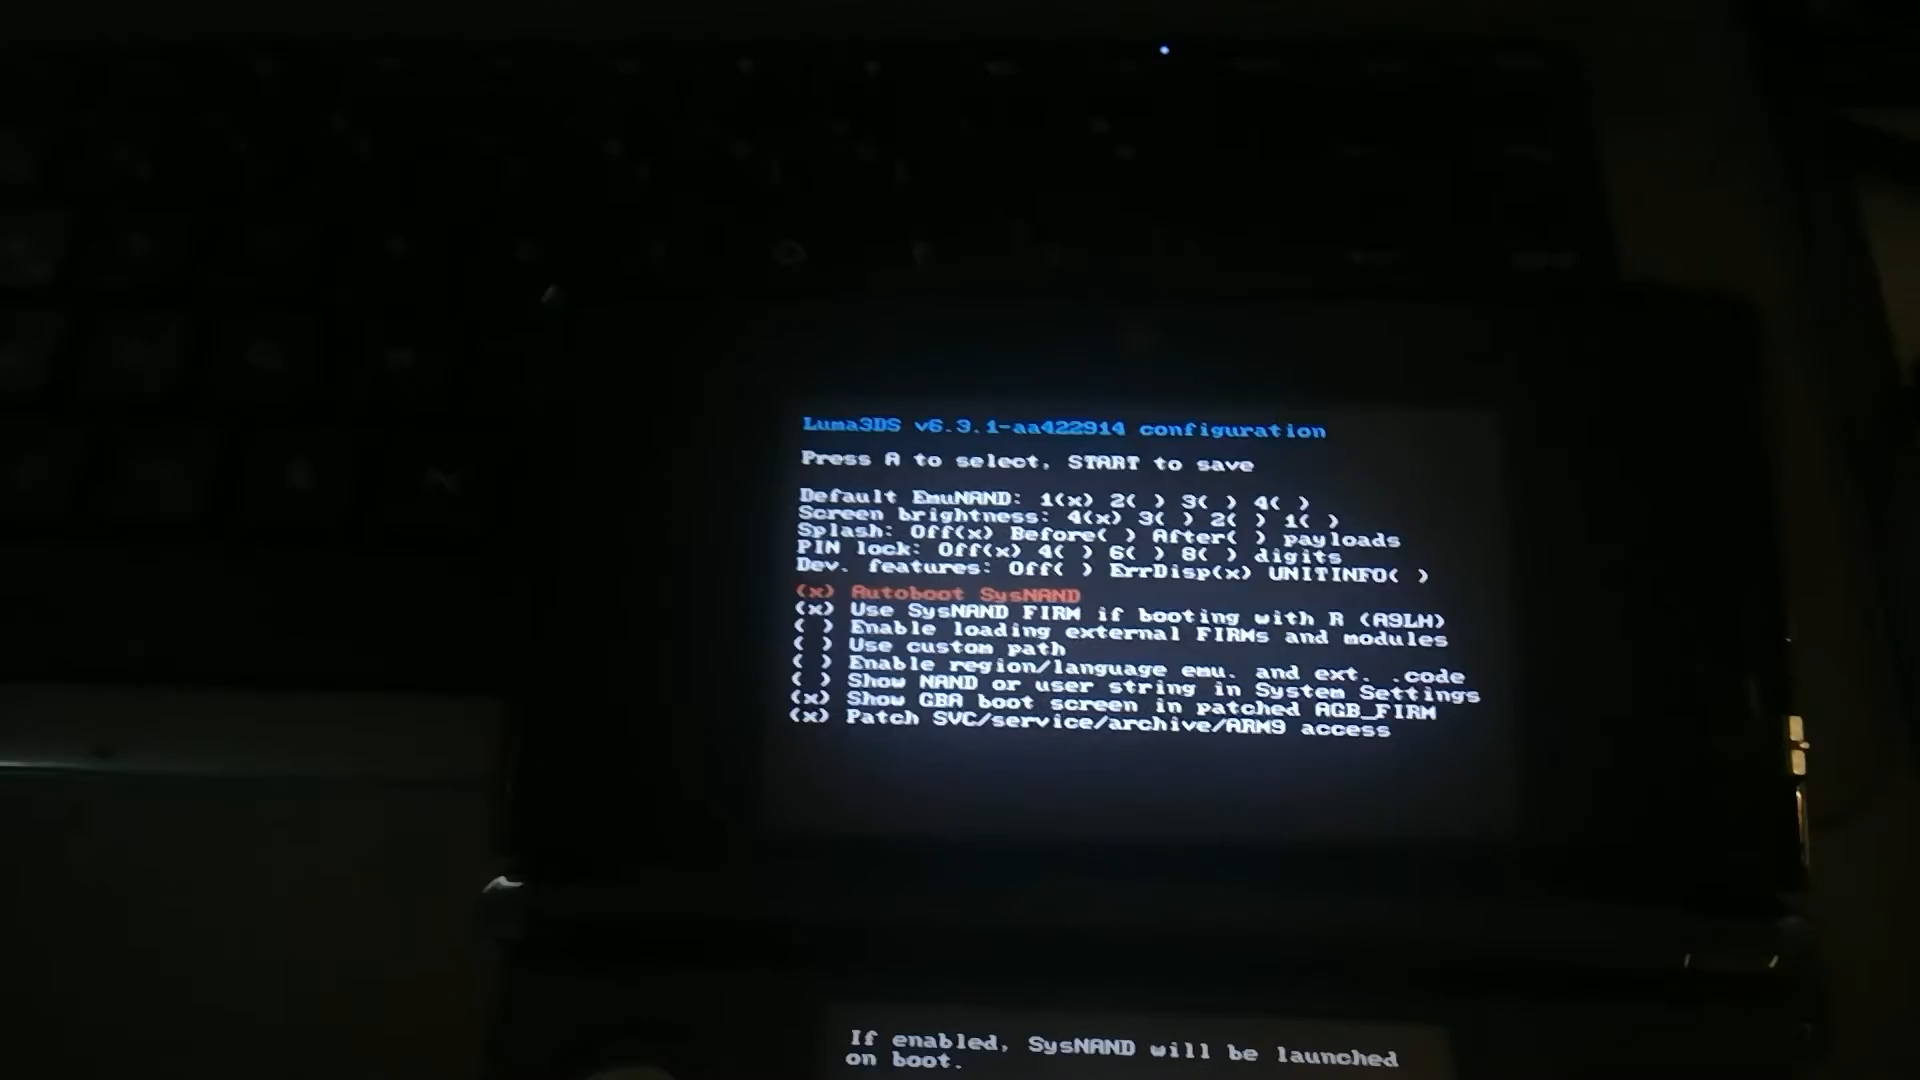 Luma3DS v6.3.1-aa422914 configuration
Press A to select, START to save
Default EmuNAND: 1(x) 2( ) 3( ) 4( )
Screen brightness: 4(x) 3( ) 2( ) 1( )
Splash: Off(x) Before( ) After( ) payloads
PIN lock: Off(x) 4( ) 6( ) 8( ) digits
Dev. features: Off( ) ErrDisp(x) UNITINFO( )
(x) Autoboot SysNAND
(x) Use SysNAND FIRM if booting with R (A9LH)
( ) Enable loading external FIRMs and modules
( ) Use custom path
( ) Enable region/language emu. and ext. .code
( ) Show NAND or user string in System Settings
(x) Show GBA boot screen in patched AGB_FIRM
(x) Patch SVC/service/archive/ARM9 access
If enabled, SysNAND will be launched
on boot.